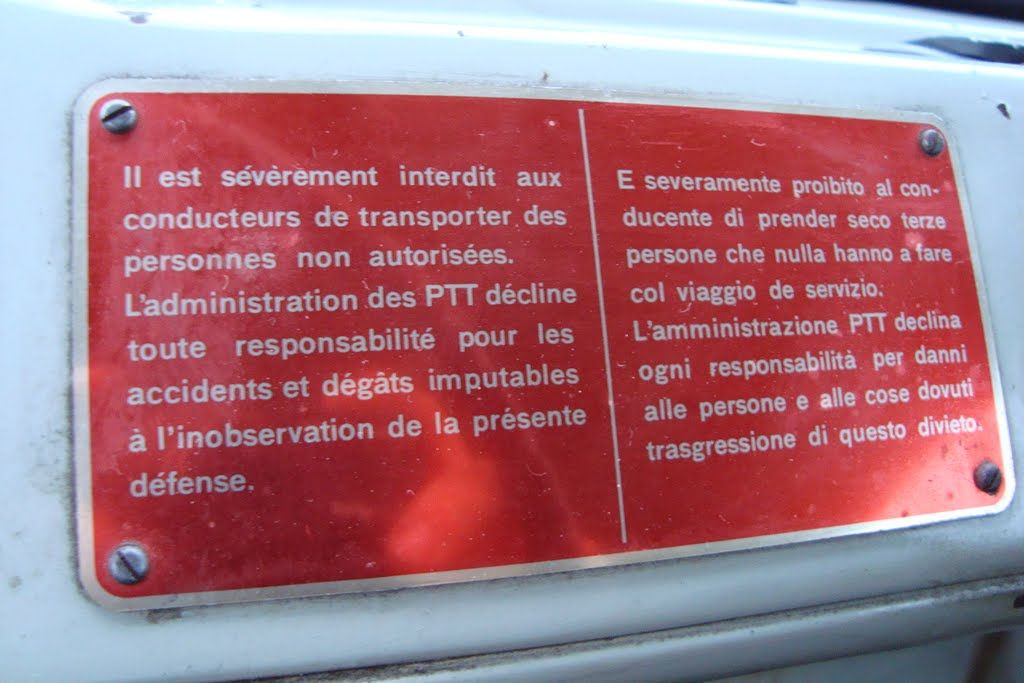 Il est sévèrement interdit aux
conducteurs de transporter des
personnes non autorisées.
L'administration des PTT décline
toute responsabilité pour les
accidents et dégâts imputables
à l'inobservation de la présente
défense.
E severamente proibito al con-
ducente di prender seco terze
persone che nulla hanno a fare
col viaggio de servizio.
L'amministrazione PTT declina
ogni responsabilità per danni
alle persone e alle cose dovuti
trasgressione di questo divieto.